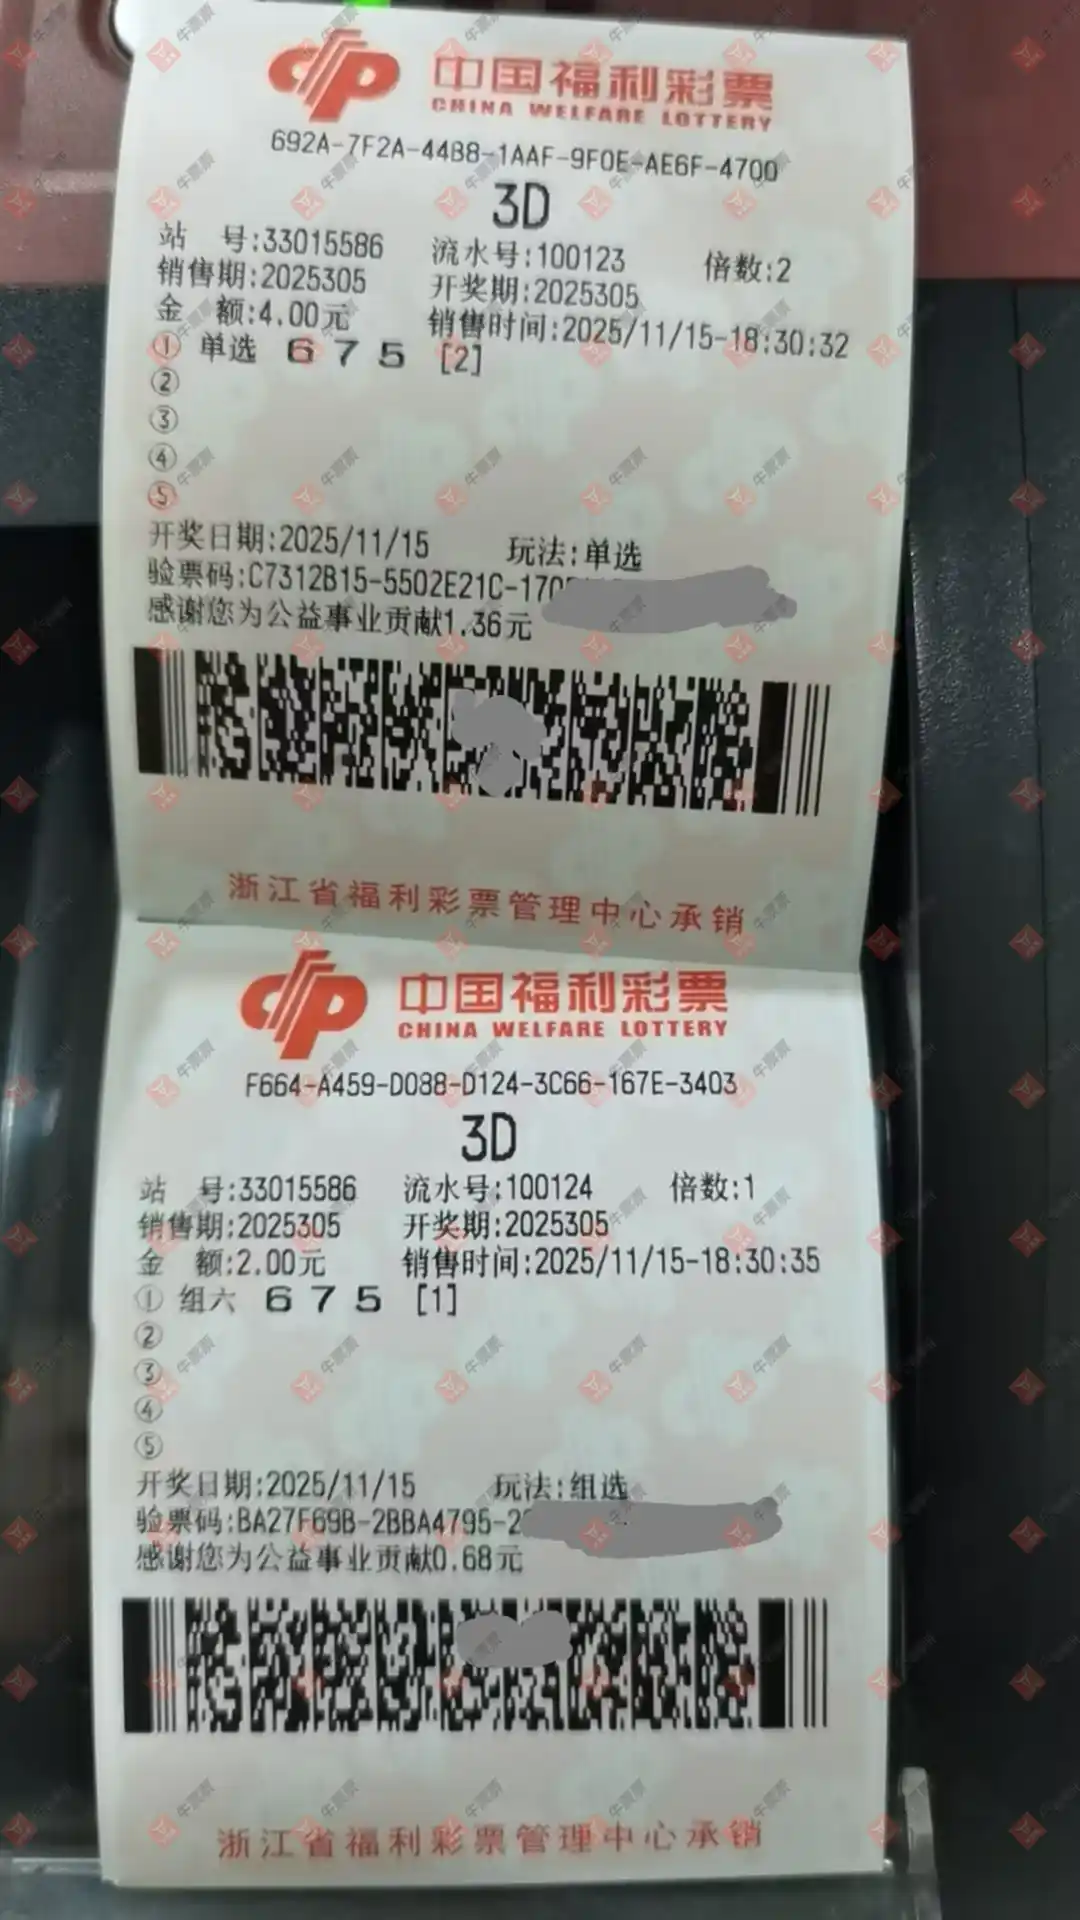 中国福利彩票
CHINA WELFARE LOTTERY
692A-7F2A-44B8-1AAF-9F0E-AE6F-4700
3D
站 号:33015586 流水号:100123 倍数:2
销售期:2025305 开奖期:2025305
金 额:4.00元 销售时间:2025/11/15-18:30:32
① 单选 6 7 5 [2]
②
③
④
⑤
开奖日期:2025/11/15 玩法:单选
验票码:C7312B15-5502E21C-170
感谢您为公益事业贡献1.36元
浙江省福利彩票管理中心承销
中国福利彩票
CHINA WELFARE LOTTERY
F664-A459-D088-D124-3C66-167E-3403
3D
站 号:33015586 流水号:100124 倍数:1
销售期:2025305 开奖期:2025305
金 额:2.00元 销售时间:2025/11/15-18:30:35
① 组六 6 7 5 [1]
②
③
④
⑤
开奖日期:2025/11/15 玩法:组选
验票码:BA27F69B-2BBA4795-2
感谢您为公益事业贡献0.68元
浙江省福利彩票管理中心承销